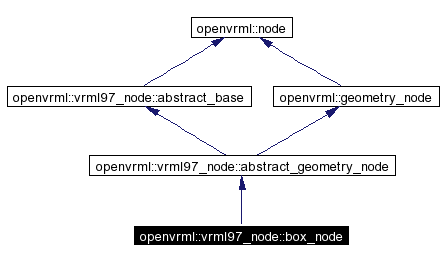 openvrml::node
openvrml::vrml97_node::abstract_base
openvrml::geometry_node
openvrml::vrml97_node::abstract_geometry_node
openvrml::vrml97_node::box_node